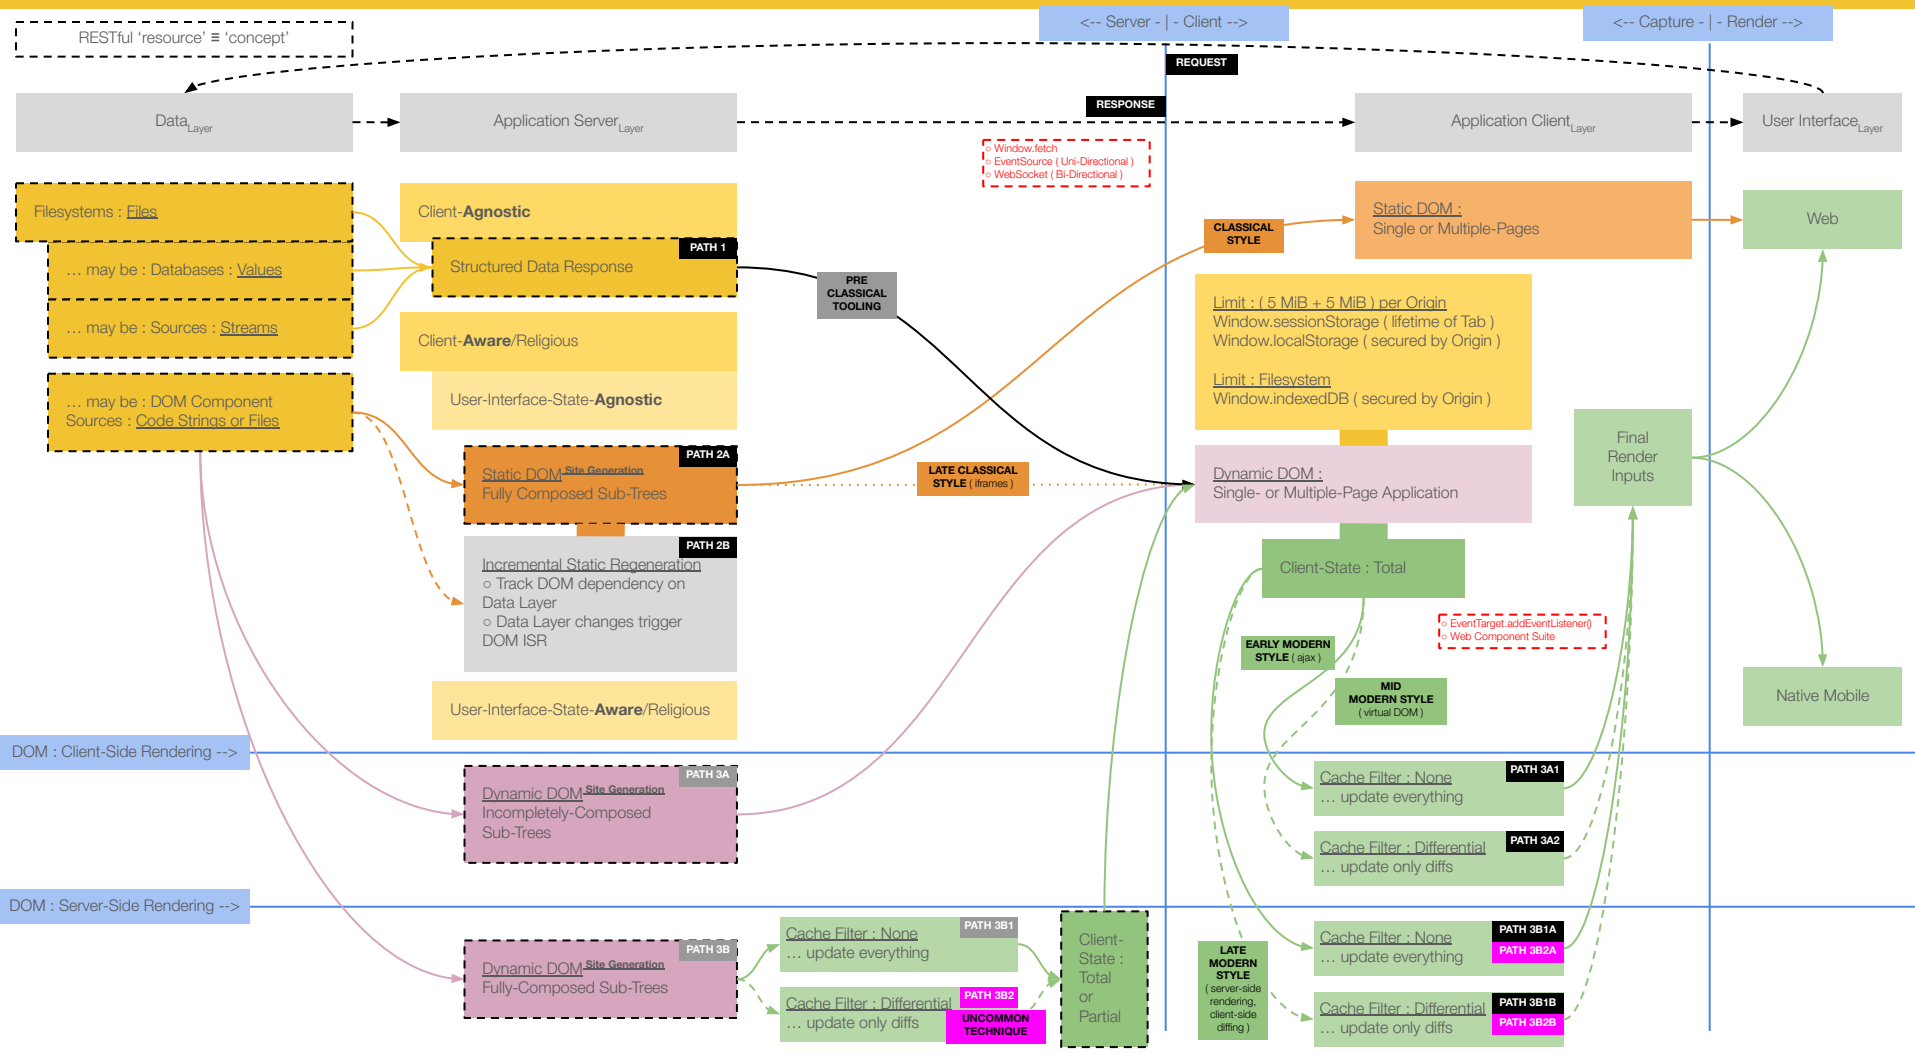 <-- Server - | - Client -->
<-- Capture - | - Render -->
RESTful ‘resource’ ≡ ‘concept’
REQUEST
RESPONSE
Data Layer
Application Server Layer
Application Client Layer
User Interface Layer
○ Window.fetch
○ EventSource ( Uni-Directional )
○ WebSocket ( Bi-Directional )
Filesystems : Files
… may be : Databases : Values
… may be : Sources : Streams
… may be : DOM Component
Sources : Code Strings or Files
Client-Agnostic
PATH 1
Structured Data Response
Client-Aware/Religious
User-Interface-State-Agnostic
PATH 2A
Static DOM Site Generation
Fully Composed Sub-Trees
PATH 2B
Incremental Static Regeneration
○ Track DOM dependency on
Data Layer
○ Data Layer changes trigger
DOM ISR
User-Interface-State-Aware/Religious
PRE
CLASSICAL
TOOLING
CLASSICAL
STYLE
LATE CLASSICAL
STYLE ( iframes )
Static DOM :
Single or Multiple-Pages
Limit : ( 5 MiB + 5 MiB ) per Origin
Window.sessionStorage ( lifetime of Tab )
Window.localStorage ( secured by Origin )
Limit : Filesystem
Window.indexedDB ( secured by Origin )
Dynamic DOM :
Single- or Multiple-Page Application
Client-State : Total
○ EventTarget.addEventListener()
○ Web Component Suite
EARLY MODERN
STYLE ( ajax )
MID
MODERN STYLE
( virtual DOM )
Web
Final
Render
Inputs
Native Mobile
DOM : Client-Side Rendering -->
PATH 3A
Dynamic DOM Site Generation
Incompletely-Composed
Sub-Trees
PATH 3A1
Cache Filter : None
… update everything
PATH 3A2
Cache Filter : Differential
… update only diffs
DOM : Server-Side Rendering -->
PATH 3B
Dynamic DOM Site Generation
Fully-Composed Sub-Trees
PATH 3B1
Cache Filter : None
… update everything
PATH 3B2
Cache Filter : Differential
… update only diffs
UNCOMMON
TECHNIQUE
Client-
State :
Total
or
Partial
LATE
MODERN
STYLE
( server-side
rendering,
client-side
diffing )
PATH 3B1A
PATH 3B2A
Cache Filter : None
… update everything
PATH 3B1B
PATH 3B2B
Cache Filter : Differential
… update only diffs